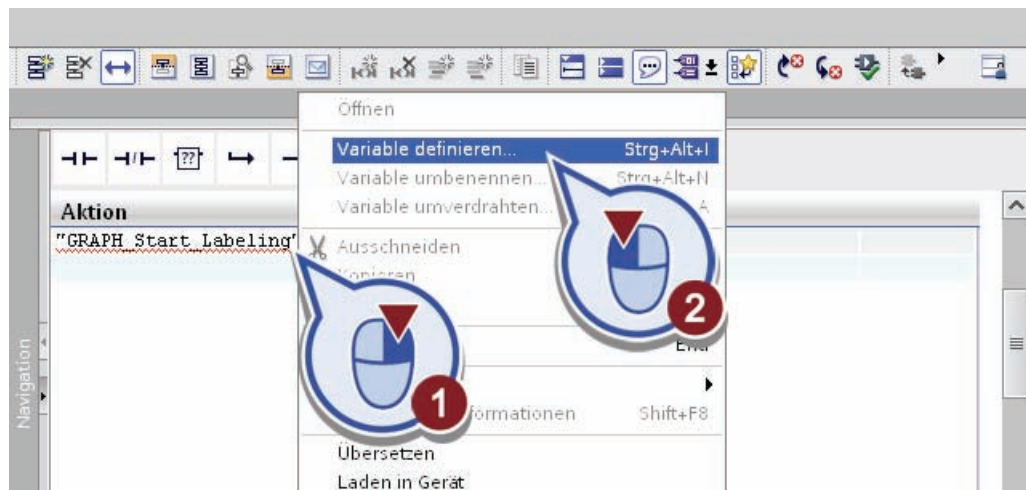 Öffnen
Variable definieren... Strg+Alt+I
Variable umbenennen... Strg+Alt+N
Variable umverdrahten... A
Aktion
"GRAPH_Start_Labeling"
Ausschneiden
Kopieren
2
Navigation
1
formationen Shift+F8
Übersetzen
Laden in Gerät